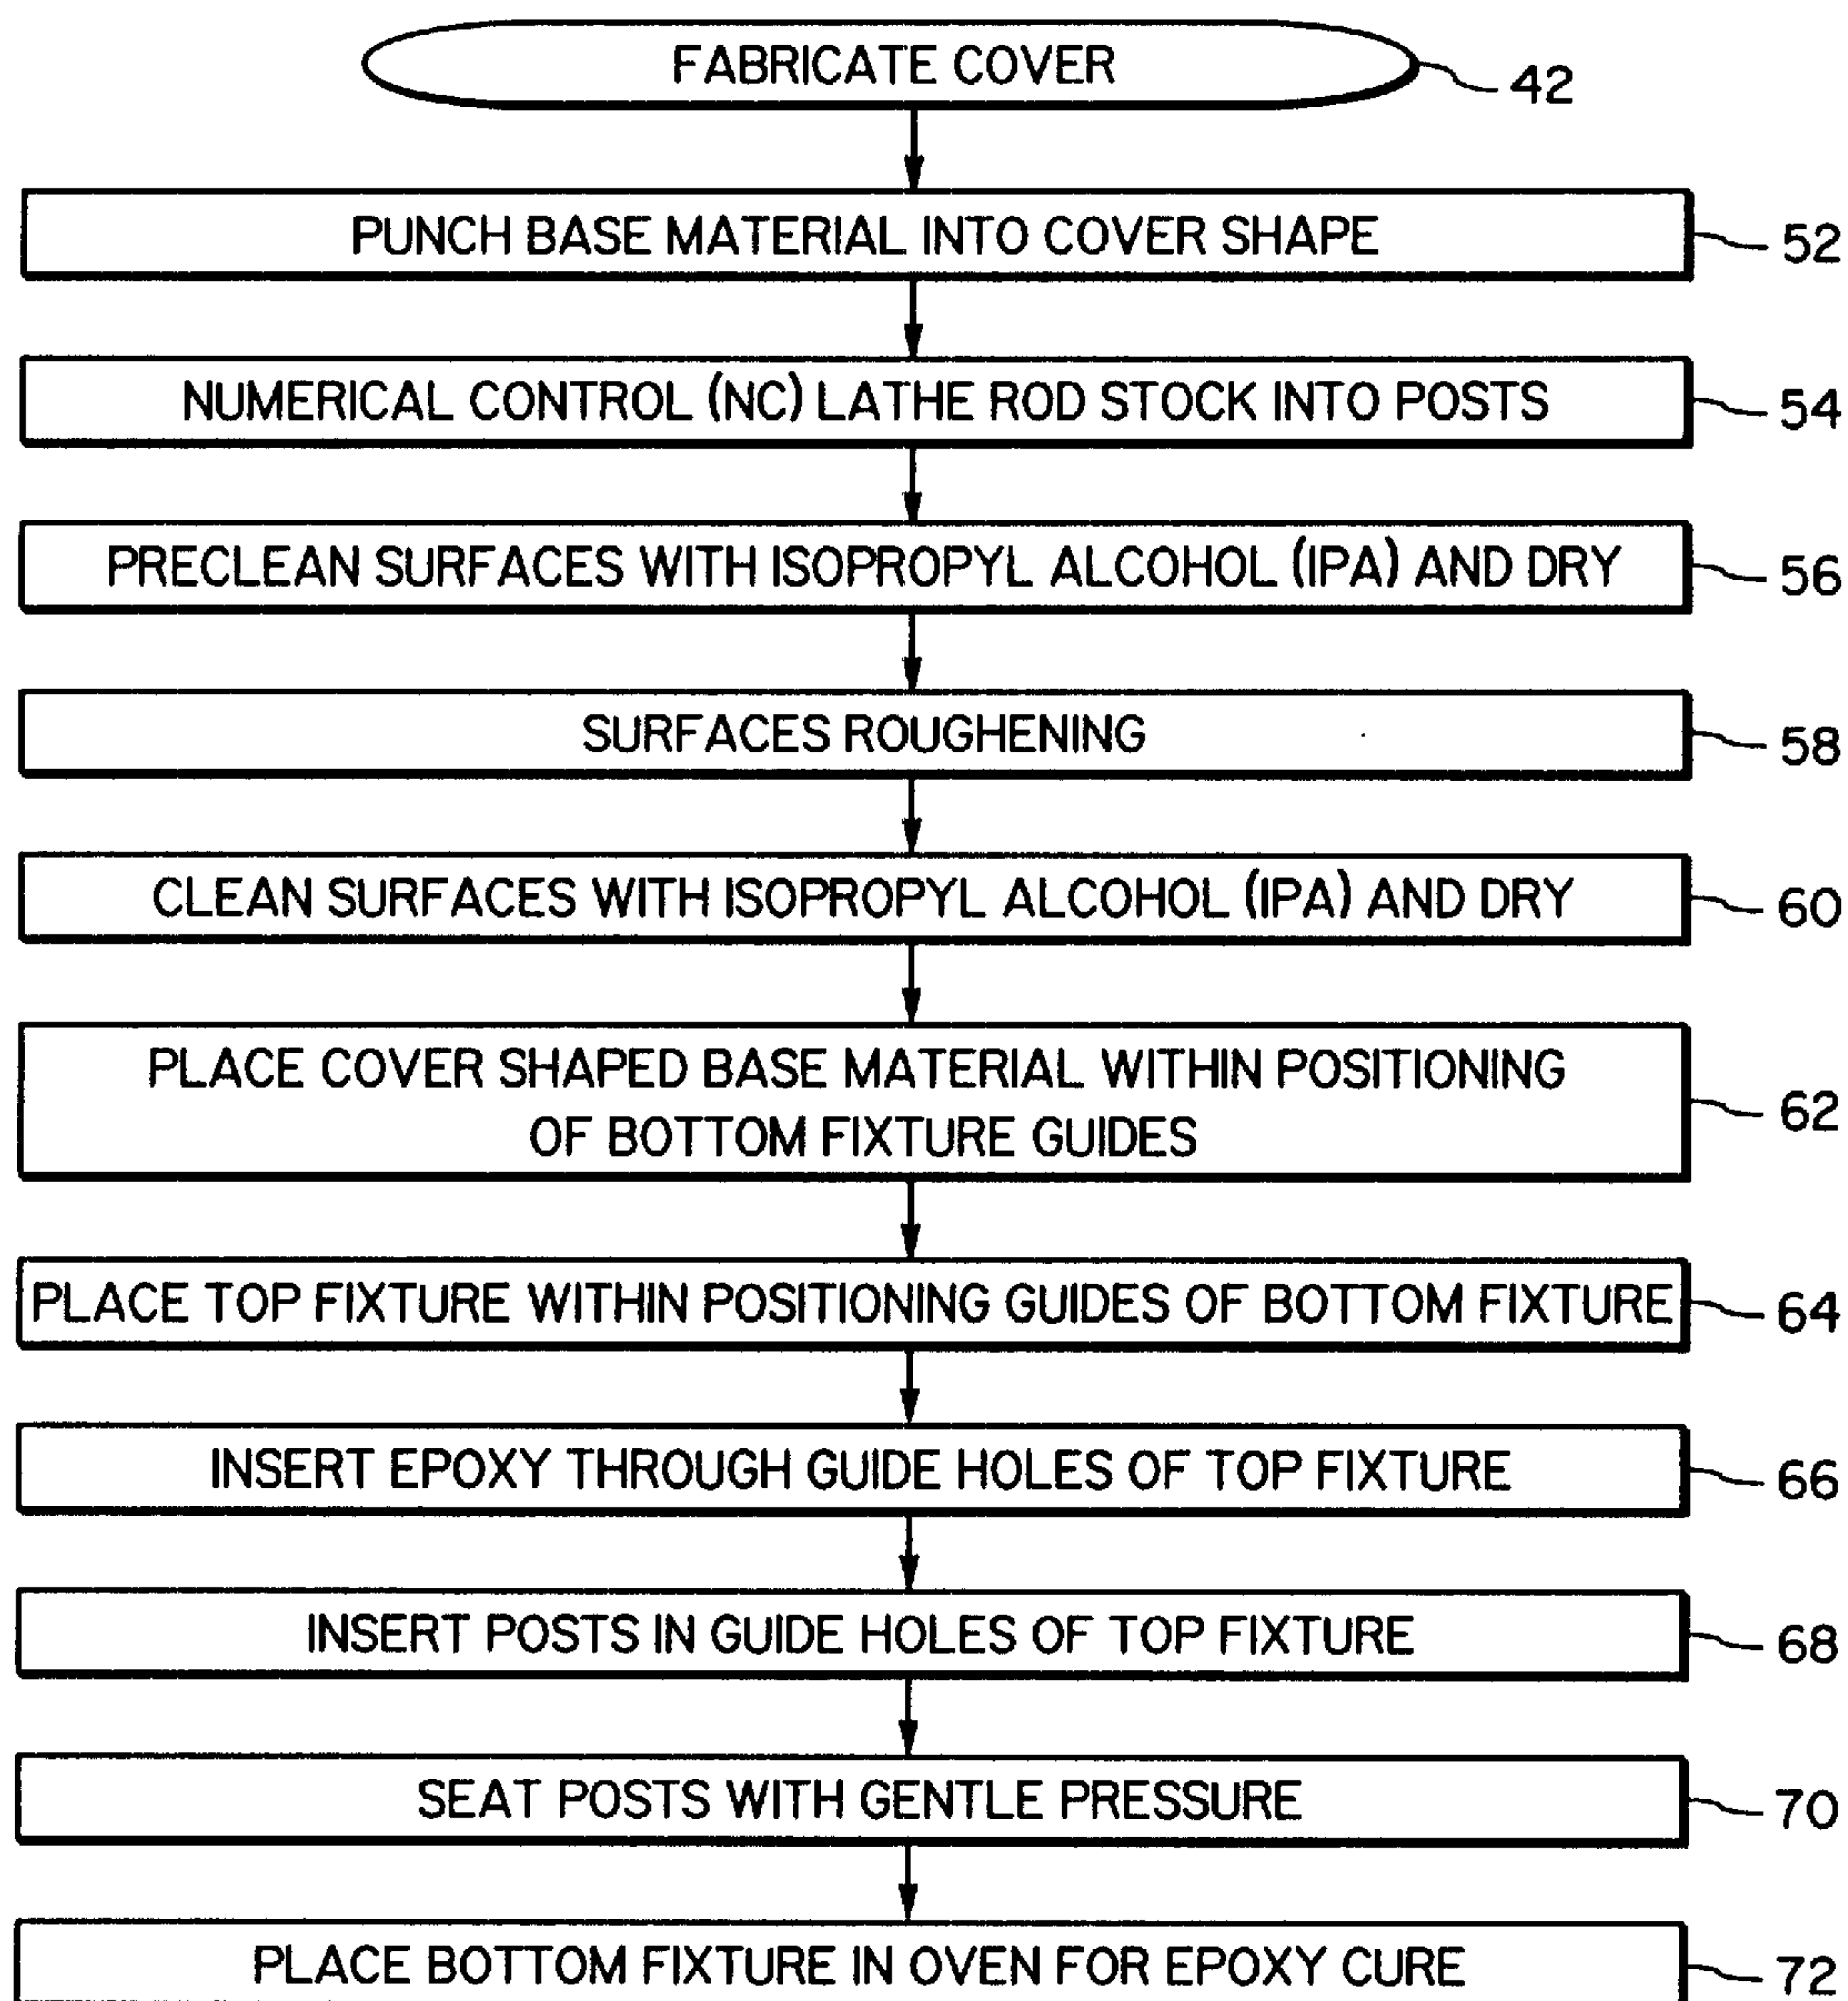 FABRICATE COVER
42
PUNCH BASE MATERIAL INTO COVER SHAPE
52
NUMERICAL CONTROL (NC) LATHE ROD STOCK INTO POSTS
54
PRECLEAN SURFACES WITH ISOPROPYL ALCOHOL (IPA) AND DRY
56
SURFACES ROUGHENING
58
CLEAN SURFACES WITH ISOPROPYL ALCOHOL (IPA) AND DRY
60
PLACE COVER SHAPED BASE MATERIAL WITHIN POSITIONING
OF BOTTOM FIXTURE GUIDES
62
PLACE TOP FIXTURE WITHIN POSITIONING GUIDES OF BOTTOM FIXTURE
64
INSERT EPOXY THROUGH GUIDE HOLES OF TOP FIXTURE
66
INSERT POSTS IN GUIDE HOLES OF TOP FIXTURE
68
SEAT POSTS WITH GENTLE PRESSURE
70
PLACE BOTTOM FIXTURE IN OVEN FOR EPOXY CURE
72